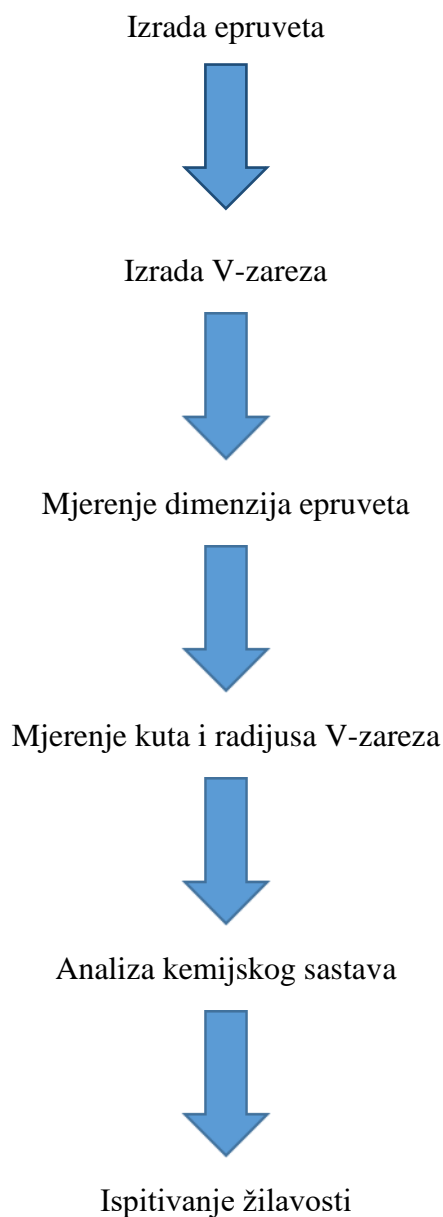 Izrada epruveta
Izrada V-zareza
Mjerenje dimenzija epruveta
Mjerenje kuta i radijusa V-zareza
Analiza kemijskog sastava
Ispitivanje žilavosti